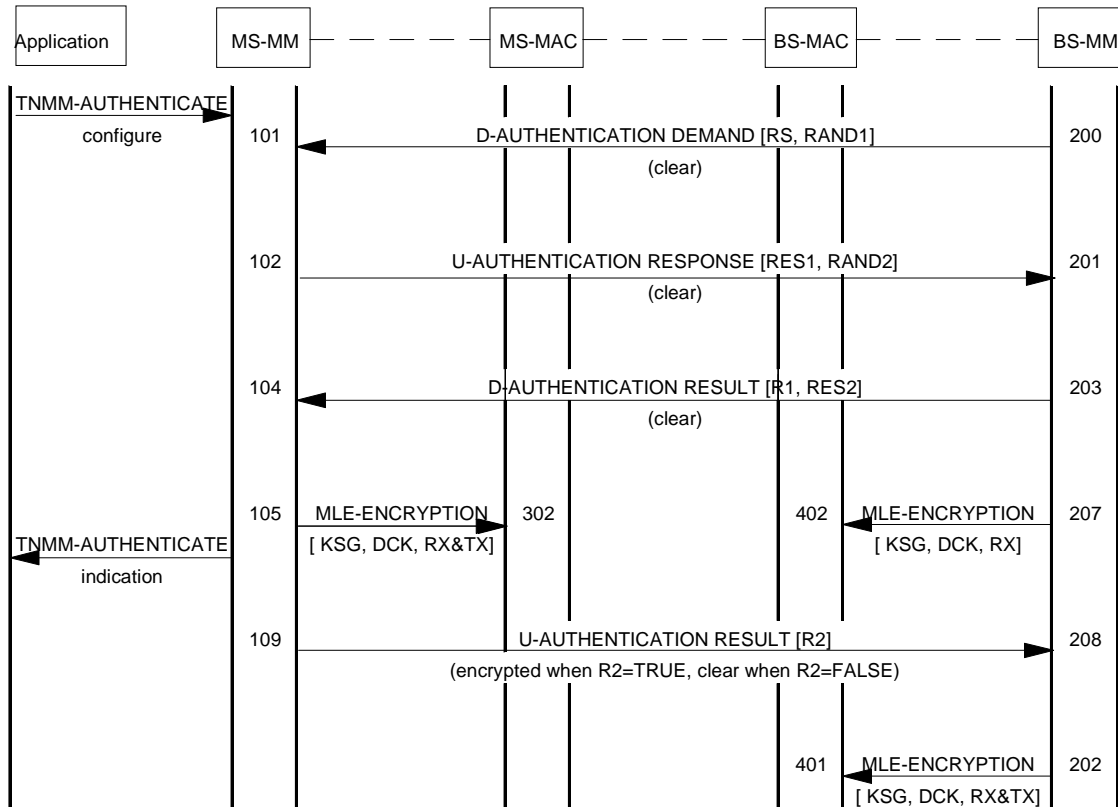 Application MS-MM MS-MAC BS-MAC BS-MM
TNMM-AUTHENTICATE
configure
101 D-AUTHENTICATION DEMAND [RS, RAND1] 200
(clear)
102 U-AUTHENTICATION RESPONSE [RES1, RAND2] 201
(clear)
104 D-AUTHENTICATION RESULT [R1, RES2] 203
(clear)
105 MLE-ENCRYPTION 302 402 MLE-ENCRYPTION 207
[ KSG, DCK, RX&TX] [ KSG, DCK, RX]
TNMM-AUTHENTICATE
indication
109 U-AUTHENTICATION RESULT [R2] 208
(encrypted when R2=TRUE, clear when R2=FALSE)
401 MLE-ENCRYPTION 202
[ KSG, DCK, RX&TX]